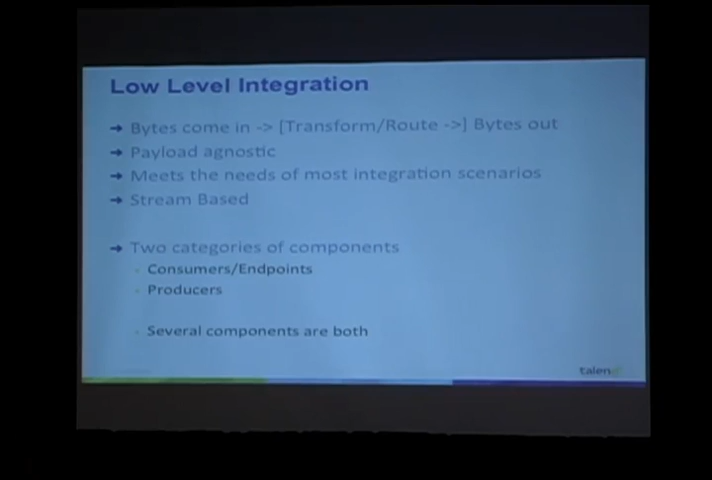 Low Level Integration
→ Bytes come in -> [Transform/Route ->] Bytes out
→ Payload agnostic
→ Meets the needs of most integration scenarios
→ Stream Based
→ Two categories of components
- Consumers/Endpoints
- Producers
- Several components are both
talend